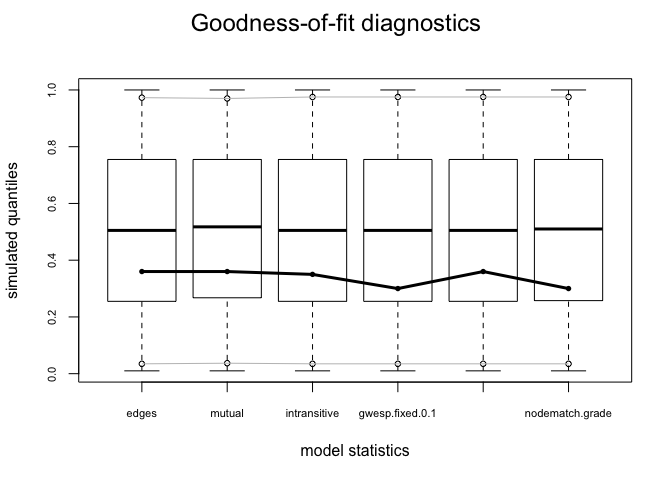 Goodness-of-fit diagnostics
simulated quantiles
1.0
0.8
0.6
0.4
0.2
0.0
edges mutual intransitive gwesp.fixed.0.1 nodematch.grade
model statistics